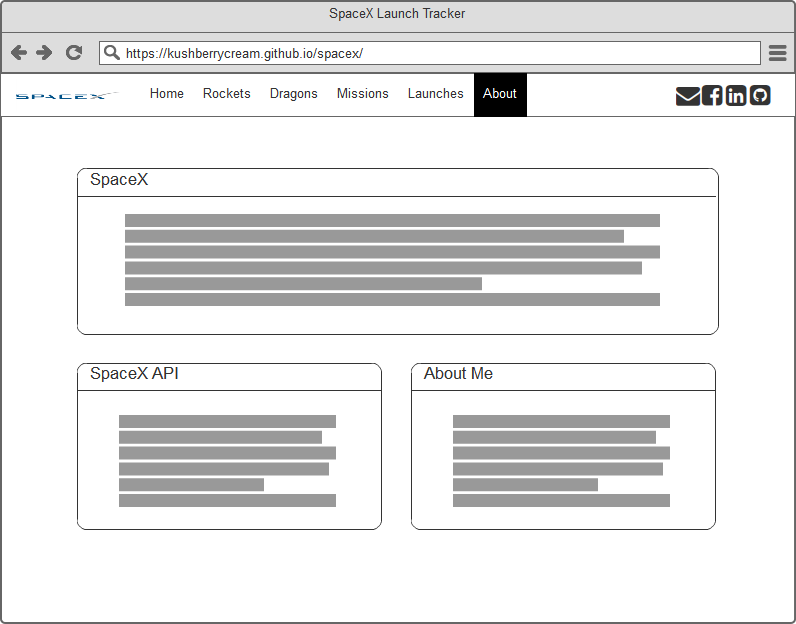 SpaceX Launch Tracker
https://kushberrycream.github.io/spacex/
SPACEX Home Rockets Dragons Missions Launches About
SpaceX
SpaceX API About Me